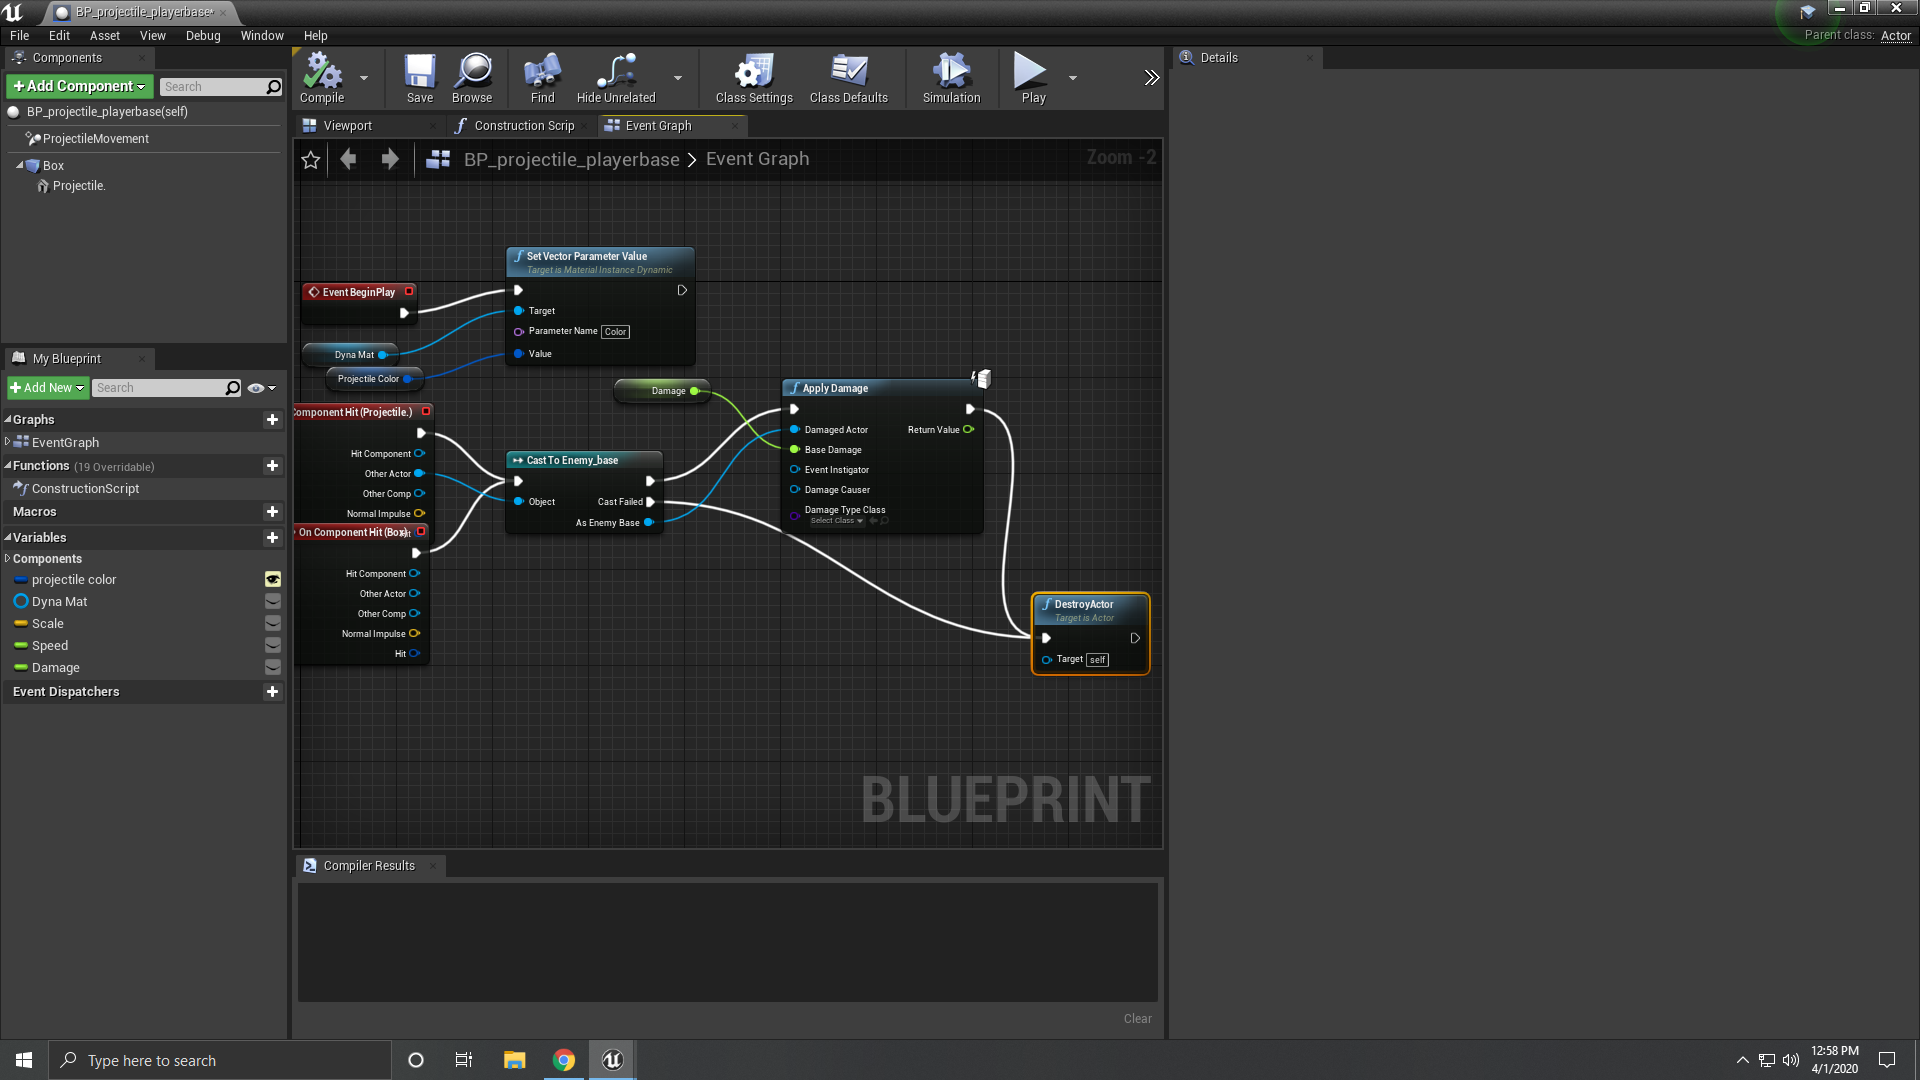 BP_projectile_playerbase*
File Edit Asset View Debug Window Help
Parent class: Actor
Components
+Add Component
Search
BP_projectile_playerbase(self)
ProjectileMovement
Box
Projectile.
Compile
Save
Browse
Find
Hide Unrelated
Class Settings
Class Defaults
Simulation
Play
Viewport
Construction Scrip
Event Graph
BP_projectile_playerbase > Event Graph
Zoom -2
Details
My Blueprint
+Add New
Search
Graphs
EventGraph
Functions (19 Overridable)
ConstructionScript
Macros
Variables
Components
projectile color
Dyna Mat
Scale
Speed
Damage
Event Dispatchers
Event BeginPlay
Dyna Mat
Projectile Color
Set Vector Parameter Value
Target is Material Instance Dynamic
Target
Parameter Name Color
Value
Component Hit (Projectile.)
Hit Component
Other Actor
Other Comp
Normal Impulse
On Component Hit (Box)
Hit Component
Other Actor
Other Comp
Normal Impulse
Hit
Cast To Enemy_base
Object
Cast Failed
As Enemy Base
Damage
Apply Damage
Damaged Actor
Return Value
Base Damage
Event Instigator
Damage Causer
Damage Type Class
Select Class
DestroyActor
Target is Actor
Target self
BLUEPRINT
Compiler Results
Clear
Type here to search
12:58 PM
4/1/2020